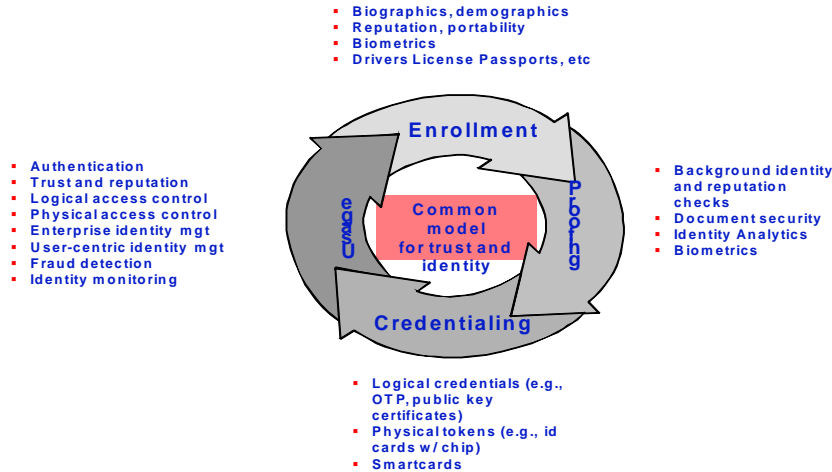 Biographics, demographics
Reputation, portability
Biometrics
Drivers License Passports, etc
Enrollment
Authentication
Trust and reputation
Logical access control
Physical access control
Enterprise identity mgt
User-centric identity mgt
Fraud detection
Identity monitoring
Usage
Common
model
for trust and
identity
Proofing
Background identity
and reputation
checks
Document security
Identity Analytics
Biometrics
Credentialing
Logical credentials (e.g.,
OTP, public key
certificates)
Physical tokens (e.g., id
cards w/ chip)
Smartcards